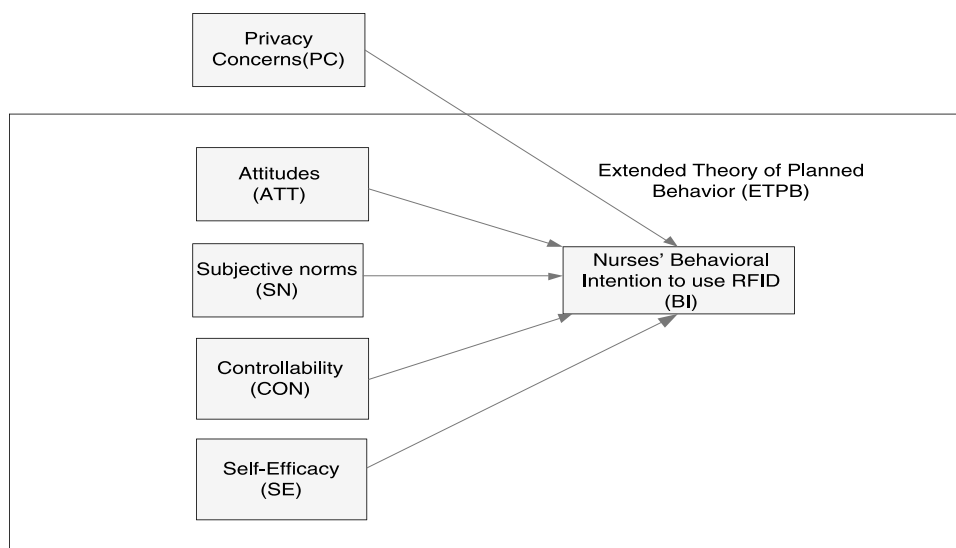 Privacy
Concerns(PC)
Extended Theory of Planned
Behavior (ETPB)
Attitudes
(ATT)
Subjective norms
(SN)
Nurses’ Behavioral
Intention to use RFID
(BI)
Controllability
(CON)
Self-Efficacy
(SE)